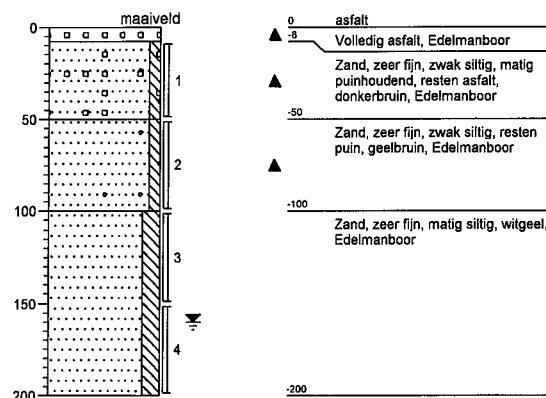 maaiveld
0
50
100
150
200
1
2
3
4
0
asfalt
-8
Volledig asfalt, Edelmanboor
Zand, zeer fijn, zwak siltig, matig
puinhoudend, resten asfalt,
donkerbruin, Edelmanboor
-50
Zand, zeer fijn, zwak siltig, resten
puin, geelbruin, Edelmanboor
-100
Zand, zeer fijn, matig siltig, witgeel,
Edelmanboor
-200